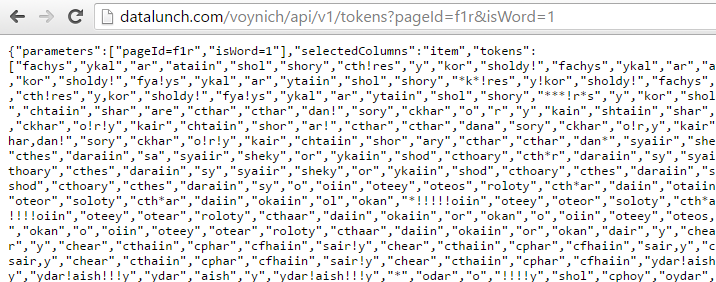 datalunch.com/voynich/api/v1/tokens?pageId=f1r&isWord=1
{"parameters":["pageId=f1r","isWord=1"],"selectedColumns":"item","tokens":
["fachys","ykal","ar","ataiin","shol","shory","cth!res","y","kor","sholdy!","fachys","ykal","ar","a
,"kor","sholdy!","fya!ys","ykal","ar","ytaiin","shol","shory","*k*!res","y!kor","sholdy!","fachys",
,"cth!res","y,kor","sholdy!","fya!ys","ykal","ar","ytaiin","shol","shory","***!r*s","y","kor","shol
,"chtaiin","shar","are","cthar","cthar","dan!","sory","ckhar","o","r","y","kain","shtaiin","shar",
,"ckhar","o!r!y","kair","chtaiin","shor","ar!","cthar","cthar","dana","sory","ckhar","o!r,y","kair"
har,dan!","sory","ckhar","o!r!y","kair","chtaiin","shor","ary","cthar","cthar","dan*","syaiir","she
"cthes","daraiin","sa","syaiir","sheky","or","ykaiin","shod","cthoary","cth*r","daraiin","sy","syai
thoary","cthes","daraiin","sy","syaiir","sheky","or","ykaiin","shod","cthoary","cthes","daraiin","s
shod","cthoary","cthes","daraiin","sy","o","oiin","oteey","oteos","roloty","cth*ar","daiin","otaiin
"oteor","soloty","cth*ar","daiin","okaiin","ol","okan","*!!!!!oiin","oteey","oteor","soloty","cth*a
!!!!oiin","oteey","otear","roloty","cthaar","daiin","okaiin","or","okan","o","oiin","oteey","oteos,
","okan","o","oiin","oteey","otear","roloty","cthaar","daiin","okaiin","or","okan","dair","y","chea
","y","chear","cthaiin","cphar","cfhaiin","sair!y","chear","cthaiin","cphar","cfhaiin","sair,y","c
sair,y","chear","cthaiin","cphar","cfhaiin","sair!y","chear","cthaiin","cphar","cfhaiin","ydar!aish
y","ydar!aish!!!y","ydar","aish","y","ydar!aish!!!y","*","odar","o","!!!!y","shol","cphoy","oydar",